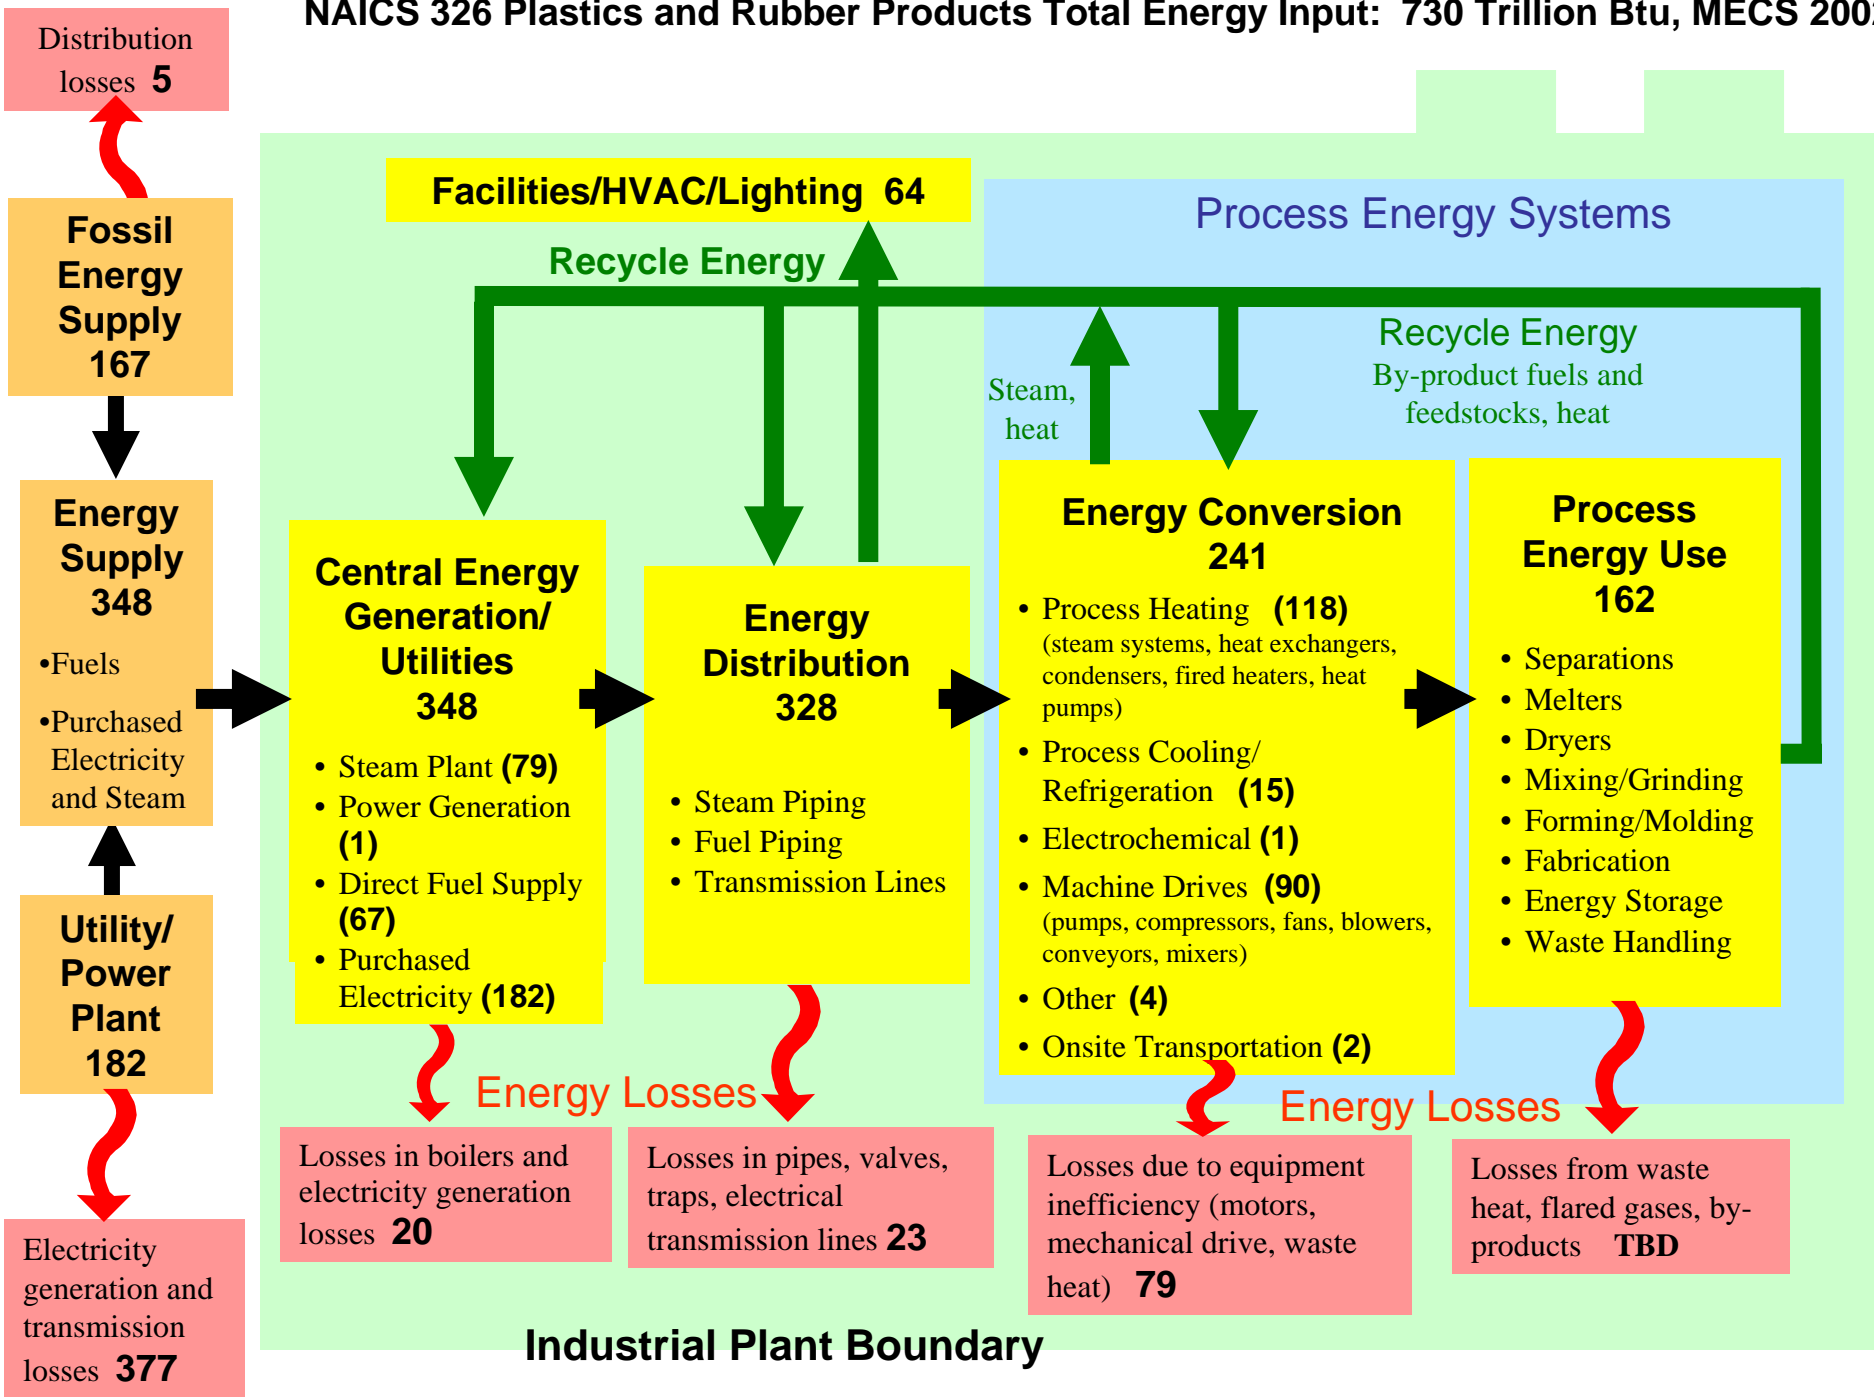 NAICS 326 Plastics and Rubber Products Total Energy Input: 730 Trillion Btu, MECS 2002
Distribution
losses 5
Fossil
Energy
Supply
167
Energy
Supply
348
•Fuels
•Purchased
Electricity
and Steam
Utility/
Power
Plant
182
Electricity
generation and
transmission
losses 377
Facilities/HVAC/Lighting 64
Recycle Energy
Process Energy Systems
Steam,
heat
Recycle Energy
By-product fuels and
feedstocks, heat
Central Energy
Generation/
Utilities
348
• Steam Plant (79)
• Power Generation
(1)
• Direct Fuel Supply
(67)
• Purchased
Electricity (182)
Energy
Distribution
328
• Steam Piping
• Fuel Piping
• Transmission Lines
Energy Conversion
241
• Process Heating (118)
(steam systems, heat exchangers,
condensers, fired heaters, heat
pumps)
• Process Cooling/
Refrigeration (15)
• Electrochemical (1)
• Machine Drives (90)
(pumps, compressors, fans, blowers,
conveyors, mixers)
• Other (4)
• Onsite Transportation (2)
Process
Energy Use
162
• Separations
• Melters
• Dryers
• Mixing/Grinding
• Forming/Molding
• Fabrication
• Energy Storage
• Waste Handling
Energy Losses
Energy Losses
Losses in boilers and
electricity generation
losses 20
Losses in pipes, valves,
traps, electrical
transmission lines 23
Losses due to equipment
inefficiency (motors,
mechanical drive, waste
heat) 79
Losses from waste
heat, flared gases, by-
products TBD
Industrial Plant Boundary